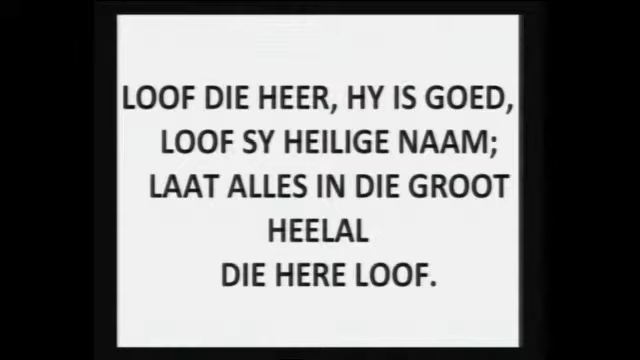 LOOF DIE HEER, HY IS GOED,
LOOF SY HEILIGE NAAM;
LAAT ALLES IN DIE GROOT
HEELAL
DIE HERE LOOF.